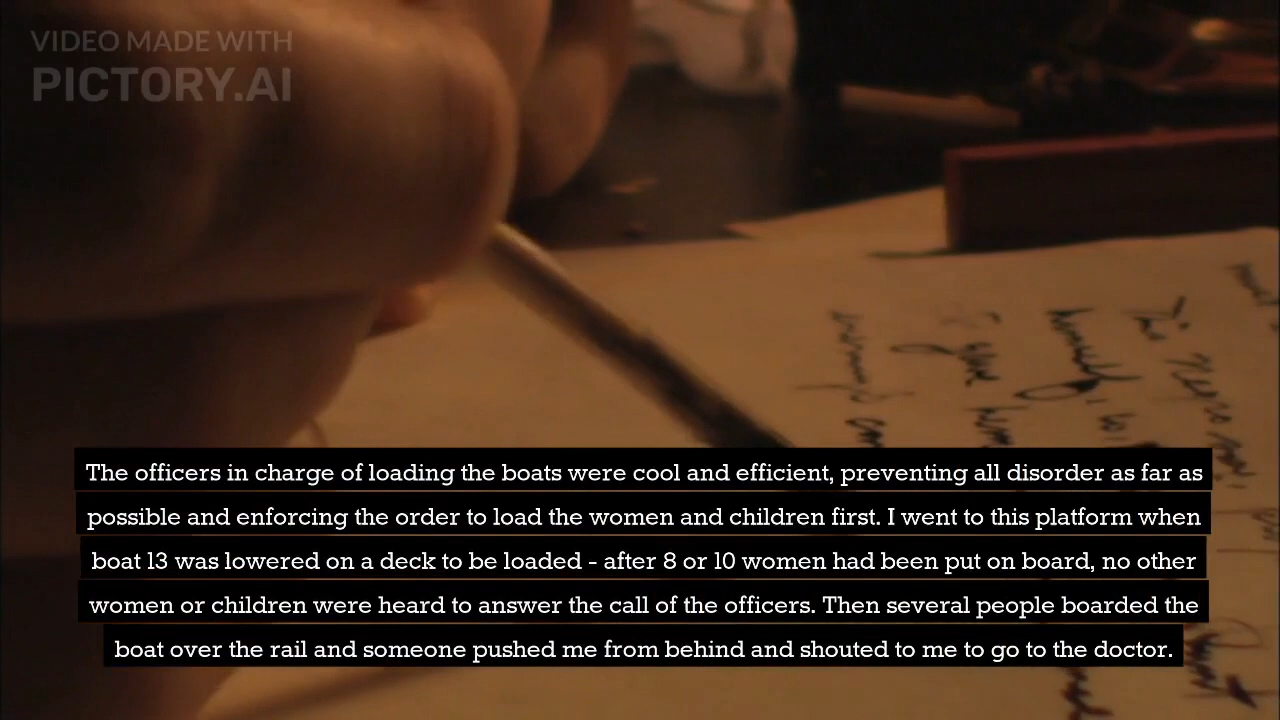 VIDEO MADE WITH
PICTORY.AI
The officers in charge of loading the boats were cool and efficient, preventing all disorder as far as
possible and enforcing the order to load the women and children first. I went to this platform when
boat 13 was lowered on a deck to be loaded - after 8 or 10 women had been put on board, no other
women or children were heard to answer the call of the officers. Then several people boarded the
boat over the rail and someone pushed me from behind and shouted to me to go to the doctor.